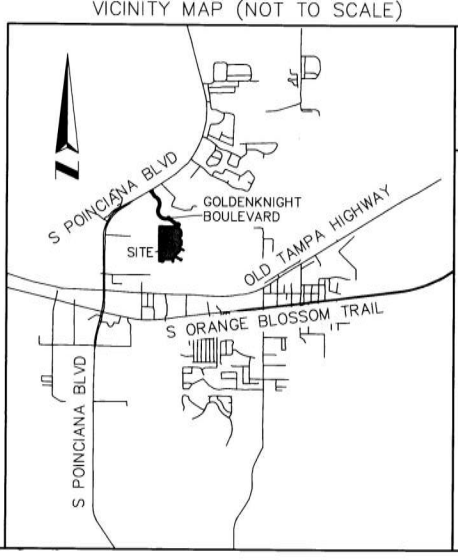 VICINITY MAP (NOT TO SCALE)
S POINCIANA BLVD
GOLDENKNIGHT
BOULEVARD
SITE
OLD TAMPA HIGHWAY
S ORANGE BLOSSOM TRAIL
S POINCIANA BLVD
Z